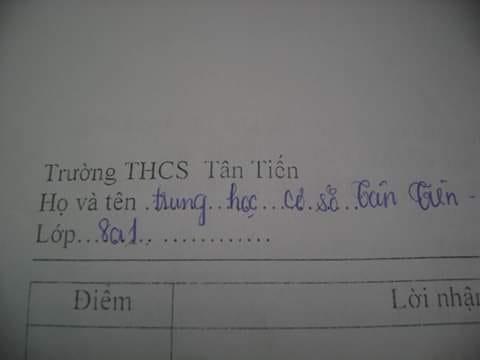 Trường THCS Tân Tiến
Họ và tên .trung..học...cơ.sở..Tân Tiến -
Lớp...8a1.. ............
Điểm Lời nhận